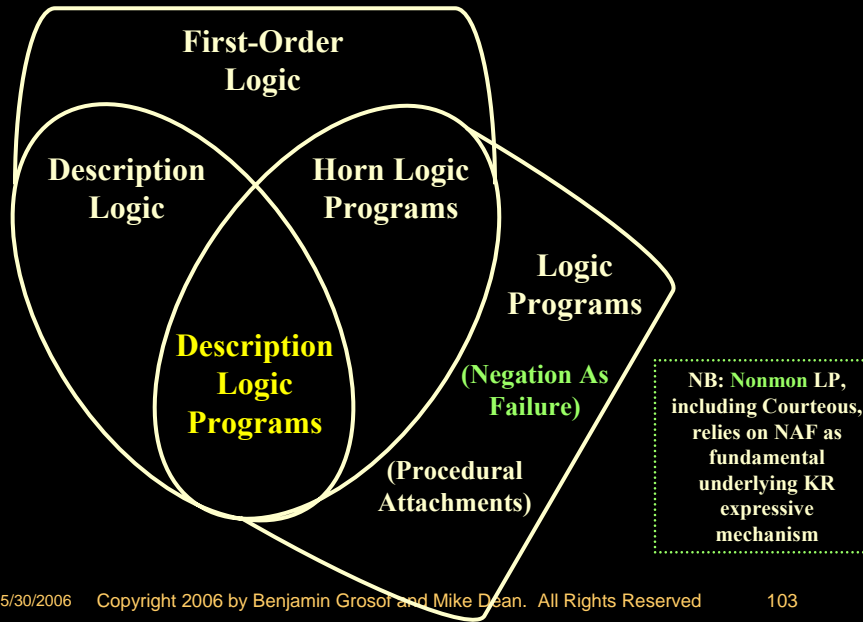 First-Order
Logic
Description
Logic
Horn Logic
Programs
Logic
Programs
Description
Logic
Programs
(Negation As
Failure)
(Procedural
Attachments)
NB: Nonmon LP,
including Courteous,
relies on NAF as
fundamental
underlying KR
expressive
mechanism
5/30/2006 Copyright 2006 by Benjamin Grosof and Mike Dean. All Rights Reserved 103